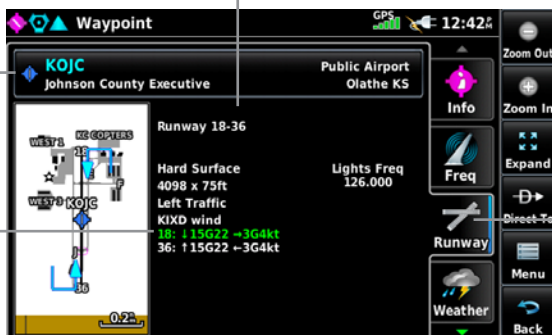 Waypoint
GPS
12:42
KOJC
Johnson County Executive
Public Airport
Olathe KS
Runway 18-36
Hard Surface
4098 x 75ft
Left Traffic
KIXD wind
18: ↓15G22 →3G4kt
36: ↑15G22 ←3G4kt
Lights Freq
126.000
WEST 1
KC COPTERS
18
F
WEST 3
KOJC
36
0.2
Info
Freq
Runway
Weather
Zoom Out
Zoom In
Expand
Direct To
Menu
Back